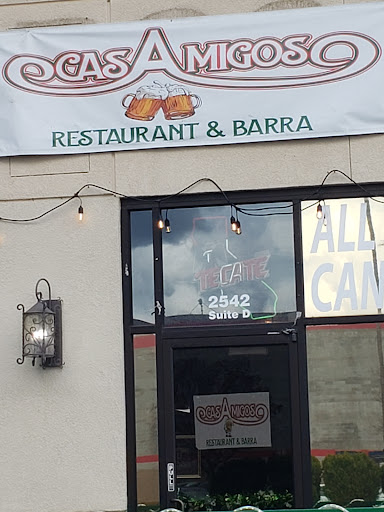 CASAMIGOS
RESTAURANT & BARRA
TECATE
2542
Suite D
ALL
CAN
CASAMIGOS
RESTAURANT & BARRA